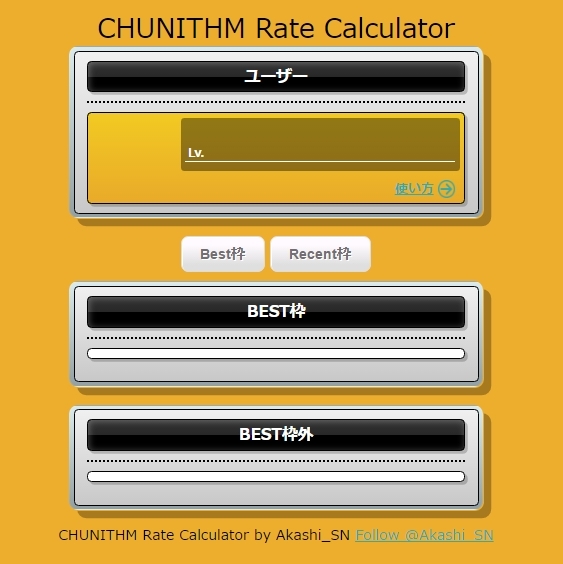 CHUNITHM Rate Calculator
ユーザー
Lv.
使い方
Best枠 Recent枠
BEST枠
BEST枠外
CHUNITHM Rate Calculator by Akashi_SN Follow @Akashi_SN